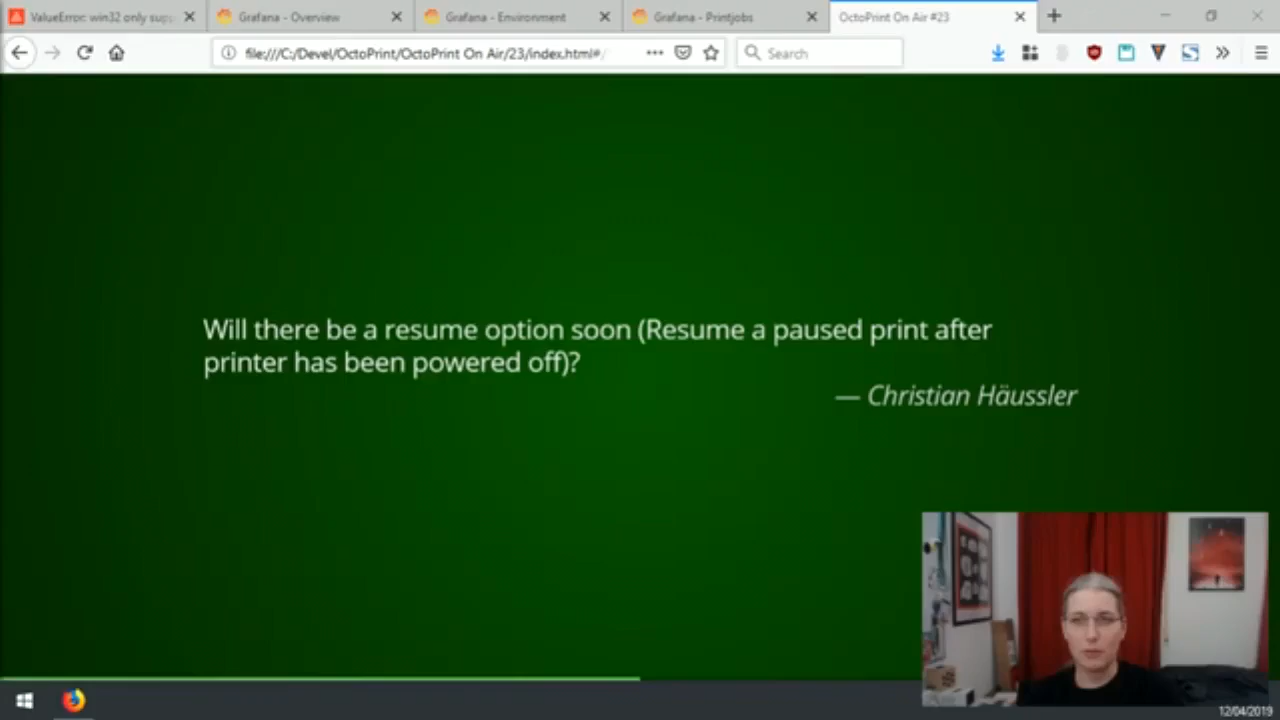 ValueError: win32 only supp
Grafana - Overview
Grafana - Environment
Grafana - Printjobs
OctoPrint On Air #23
file:///C:/Devel/OctoPrint/OctoPrint On Air/23/index.html#/
Search
Will there be a resume option soon (Resume a paused print after
printer has been powered off)?
— Christian Häussler
12/04/2019